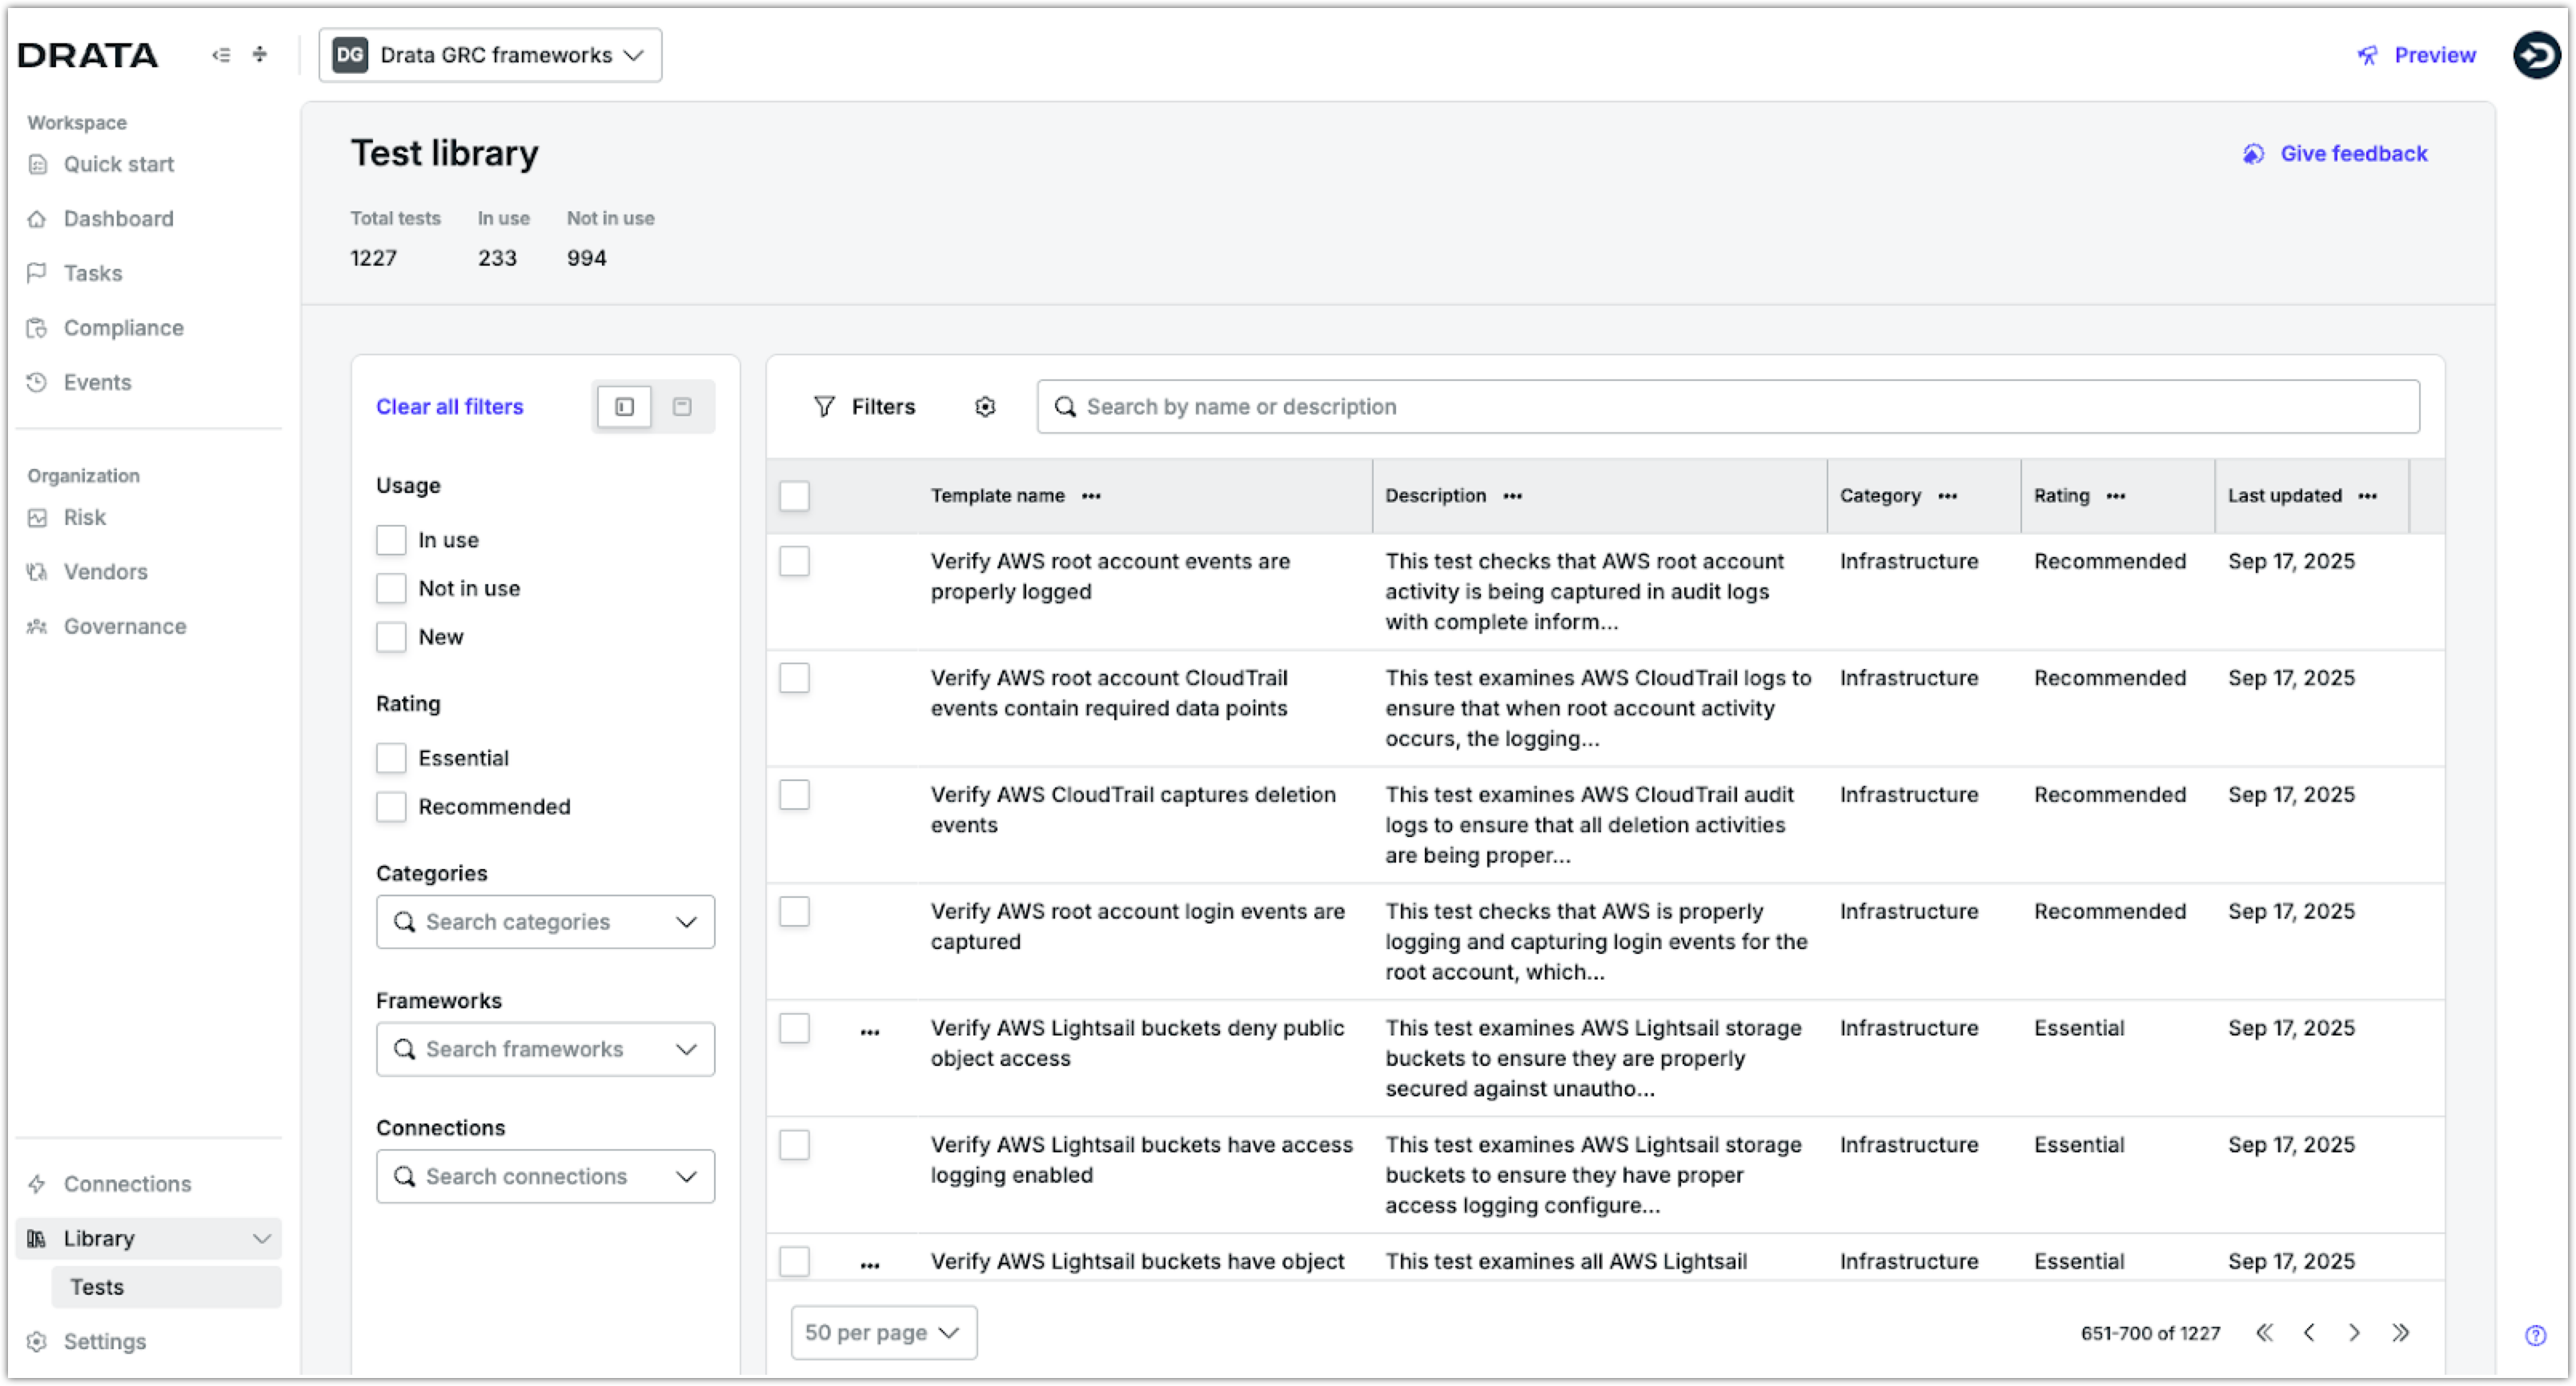 DRATA
DG Drata GRC frameworks
Preview
Workspace
Quick start
Dashboard
Tasks
Compliance
Events
Organization
Risk
Vendors
Governance
Connections
Library
Tests
Settings
Test library
Give feedback
Total tests In use Not in use
1227 233 994
Clear all filters
Usage
In use
Not in use
New
Rating
Essential
Recommended
Categories
Search categories
Frameworks
Search frameworks
Connections
Search connections
Filters
Search by name or description
Template name ••• Description ••• Category ••• Rating ••• Last updated •••
Verify AWS root account events are
properly logged
This test checks that AWS root account
activity is being captured in audit logs
with complete inform...
Infrastructure
Recommended
Sep 17, 2025
Verify AWS root account CloudTrail
events contain required data points
This test examines AWS CloudTrail logs to
ensure that when root account activity
occurs, the logging...
Infrastructure
Recommended
Sep 17, 2025
Verify AWS CloudTrail captures deletion
events
This test examines AWS CloudTrail audit
logs to ensure that all deletion activities
are being proper...
Infrastructure
Recommended
Sep 17, 2025
Verify AWS root account login events are
captured
This test checks that AWS is properly
logging and capturing login events for the
root account, which...
Infrastructure
Recommended
Sep 17, 2025
Verify AWS Lightsail buckets deny public
object access
This test examines AWS Lightsail storage
buckets to ensure they are properly
secured against unautho...
Infrastructure
Essential
Sep 17, 2025
Verify AWS Lightsail buckets have access
logging enabled
This test examines AWS Lightsail storage
buckets to ensure they have proper
access logging configure...
Infrastructure
Essential
Sep 17, 2025
Verify AWS Lightsail buckets have object
This test examines all AWS Lightsail
Infrastructure
Essential
Sep 17, 2025
50 per page
651-700 of 1227